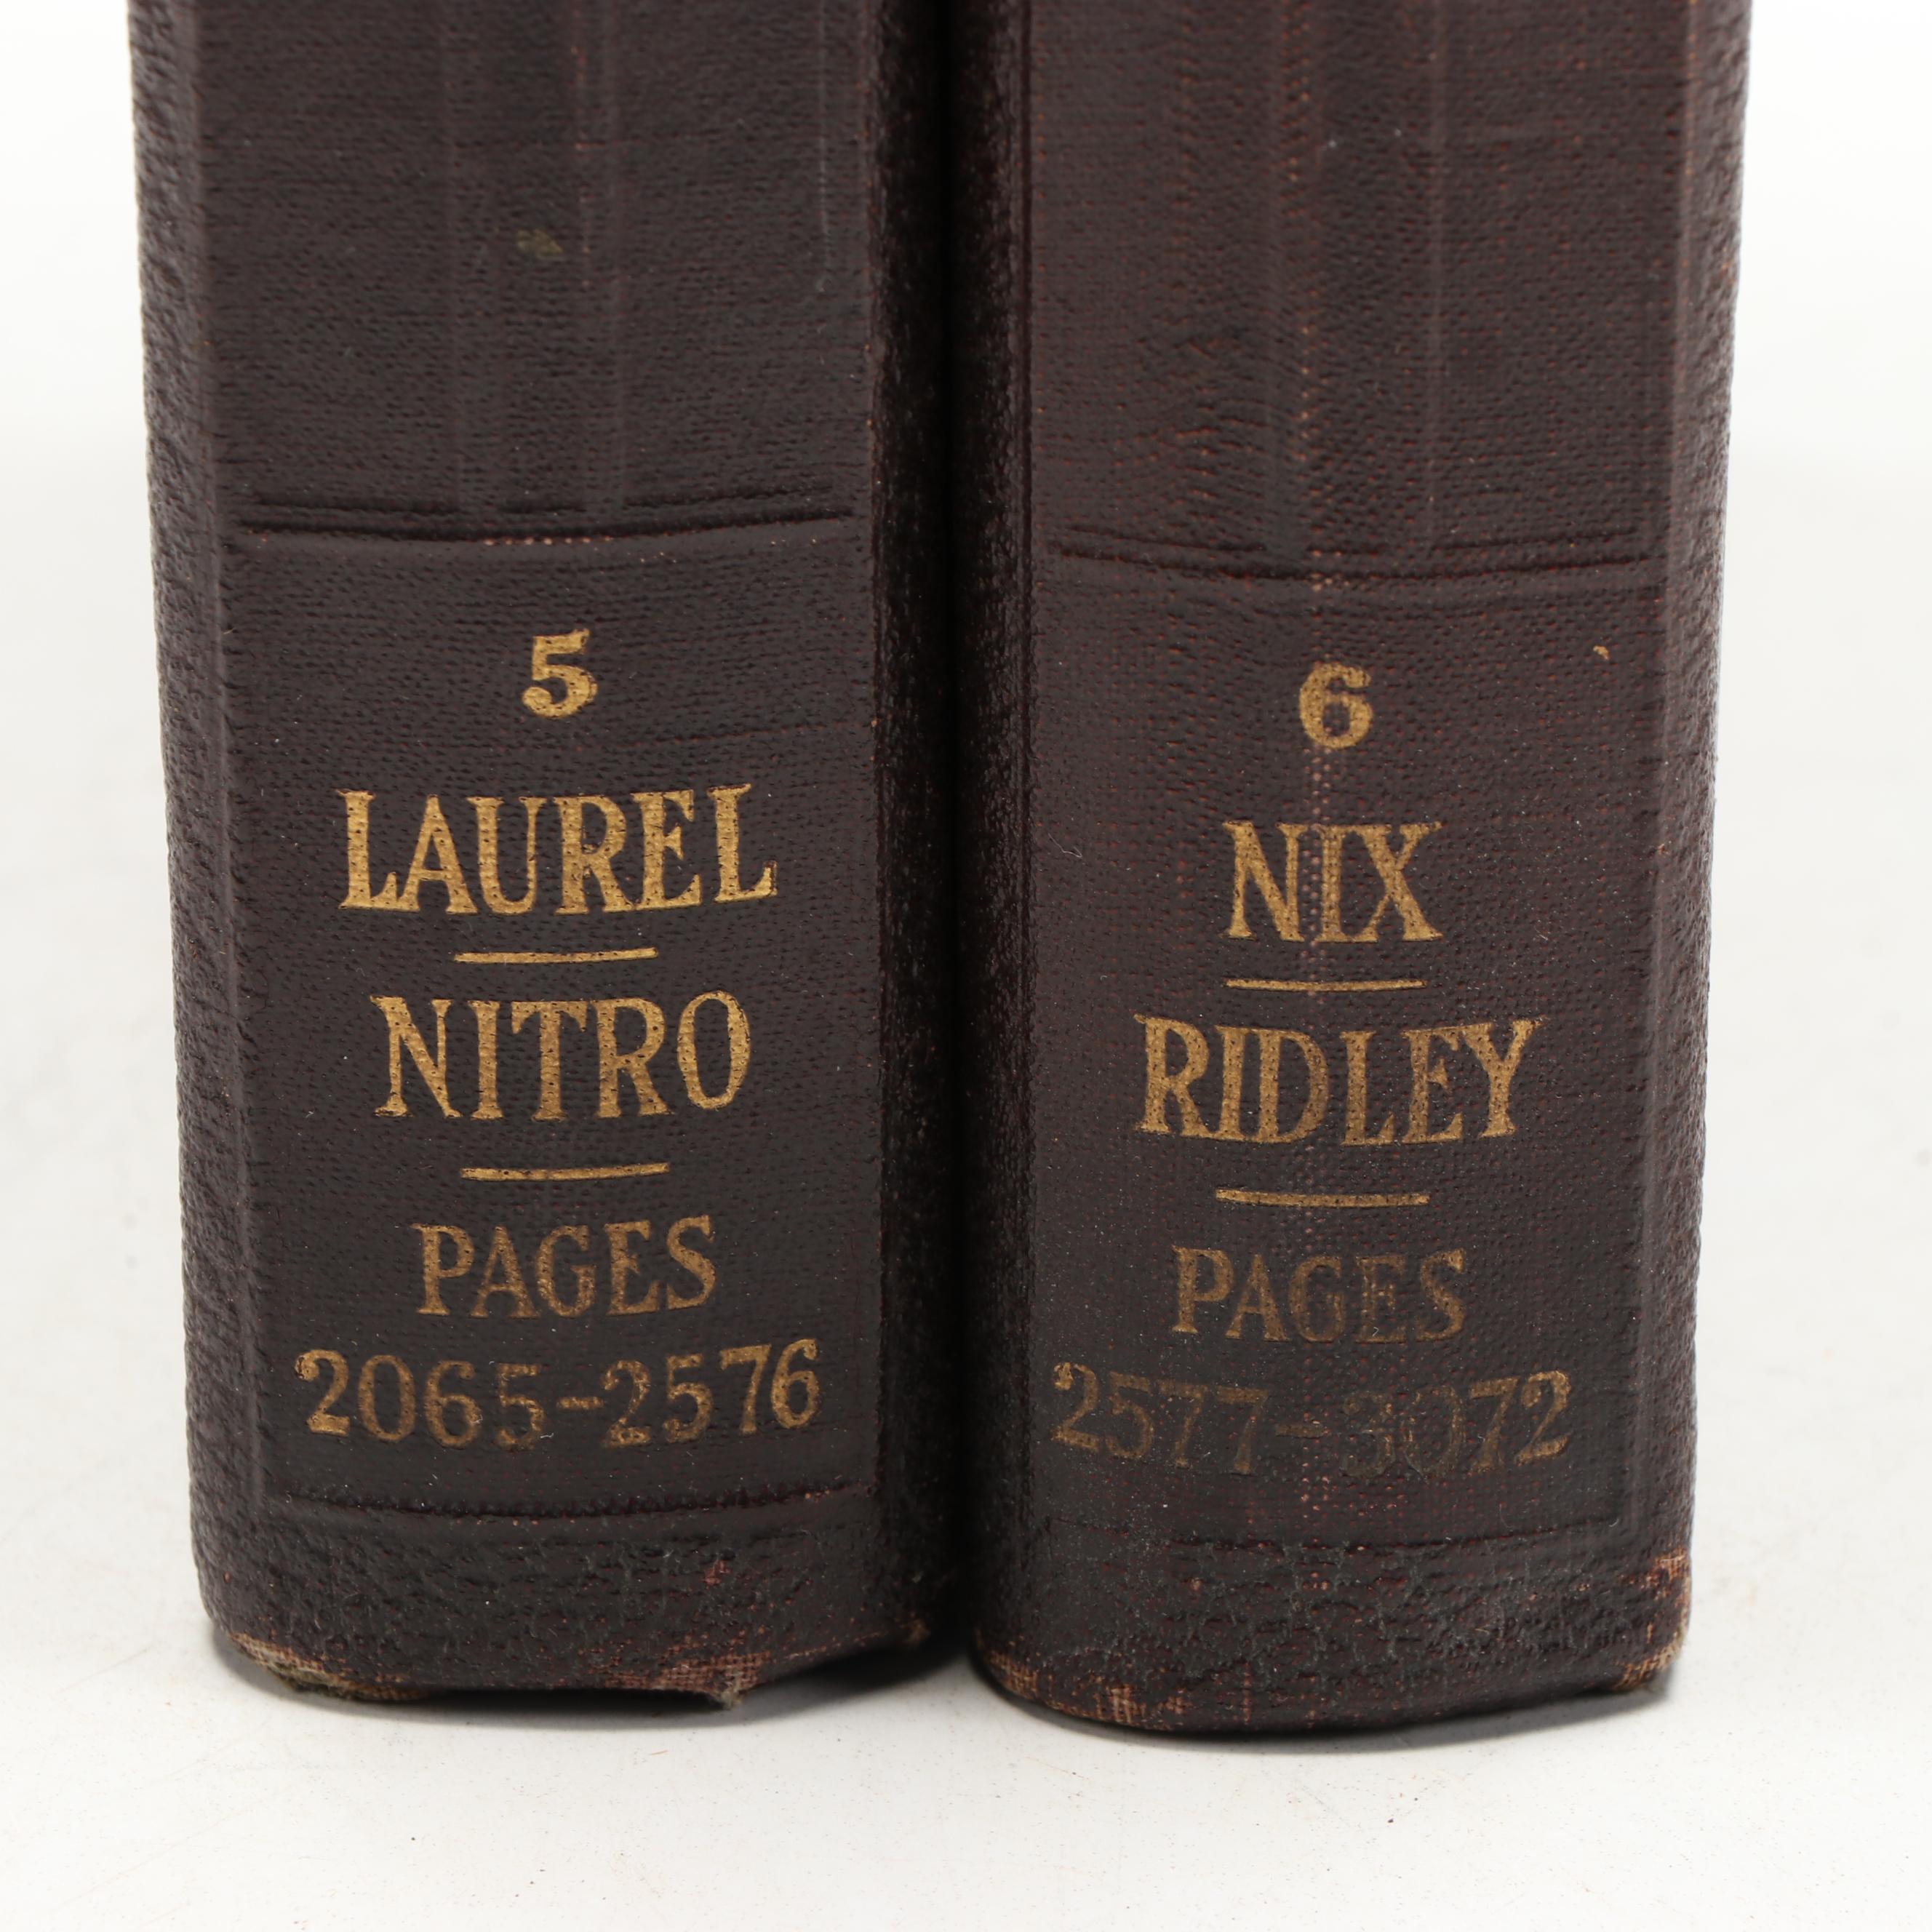 5
LAUREL
NITRO
PAGES
2065-2576
6
NIX
RIDLEY
PAGES
2577-3072